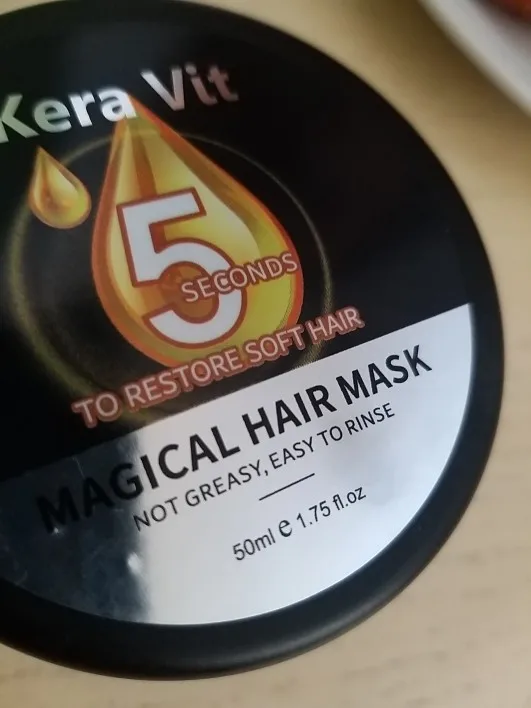 Kera Vit
5
SECONDS
TO RESTORE SOFT HAIR
MAGICAL HAIR MASK
NOT GREASY, EASY TO RINSE
50ml e 1.75 fl.oz